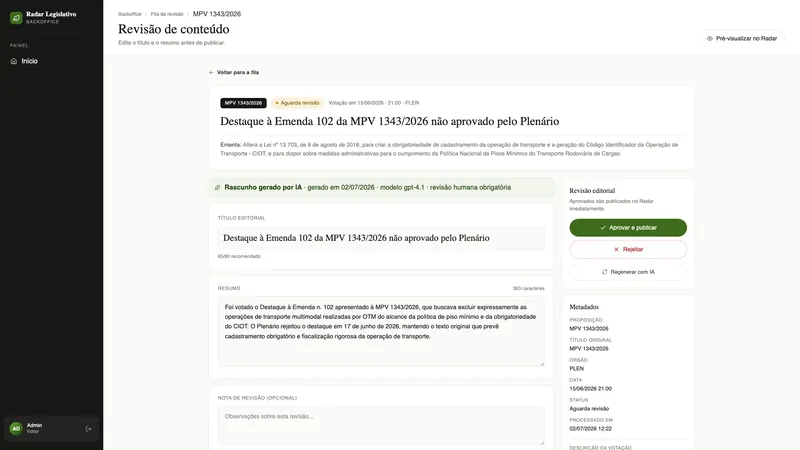 Radar Legislativo
BACKOFFICE
PAINEL
Início
AD
Admin
Editor
Backoffice › Fila de revisão › MPV 1343/2026
Revisão de conteúdo
Edite o título e o resumo antes de publicar.
Pré-visualizar no Radar
← Voltar para a fila
MPV 1343/2026 • Aguarda revisão Votação em 15/06/2026 · 21:00 · PLEN
Destaque à Emenda 102 da MPV 1343/2026 não aprovado pelo Plenário
Ementa: Altera a Lei nº 13.703, de 8 de agosto de 2018, para criar a obrigatoriedade de cadastramento da operação de transporte e a geração do Código Identificador da Operação de
Transporte - CIOT, e para dispor sobre medidas administrativas para o cumprimento da Política Nacional de Pisos Mínimos do Transporte Rodoviário de Cargas.
Rascunho gerado por IA · gerado em 02/07/2026 · modelo gpt-4.1 · revisão humana obrigatória
TÍTULO EDITORIAL
Destaque à Emenda 102 da MPV 1343/2026 não aprovado pelo Plenário
65/80 recomendado
RESUMO
383 caracteres
Foi votado o Destaque à Emenda n. 102 apresentado à MPV 1343/2026, que buscava excluir expressamente as
operações de transporte multimodal realizadas por OTM do alcance da política de piso mínimo e da obrigatoriedade
do CIOT. O Plenário rejeitou o destaque em 17 de junho de 2026, mantendo o texto original que prevê
cadastramento obrigatório e fiscalização rigorosa da operação de transporte.
NOTA DE REVISÃO (OPCIONAL)
Observações sobre esta revisão...
Revisão editorial
Aprovados são publicados no Radar
imediatamente.
Aprovar e publicar
Rejeitar
Regenerar com IA
Metadados
PROPOSIÇÃO
MPV 1343/2026
TÍTULO ORIGINAL
MPV 1343/2026
ÓRGÃO
PLEN
DATA
15/06/2026 21:00
STATUS
Aguarda revisão
PROCESSADO EM
02/07/2026 12:22
DESCRIÇÃO DA VOTAÇÃO